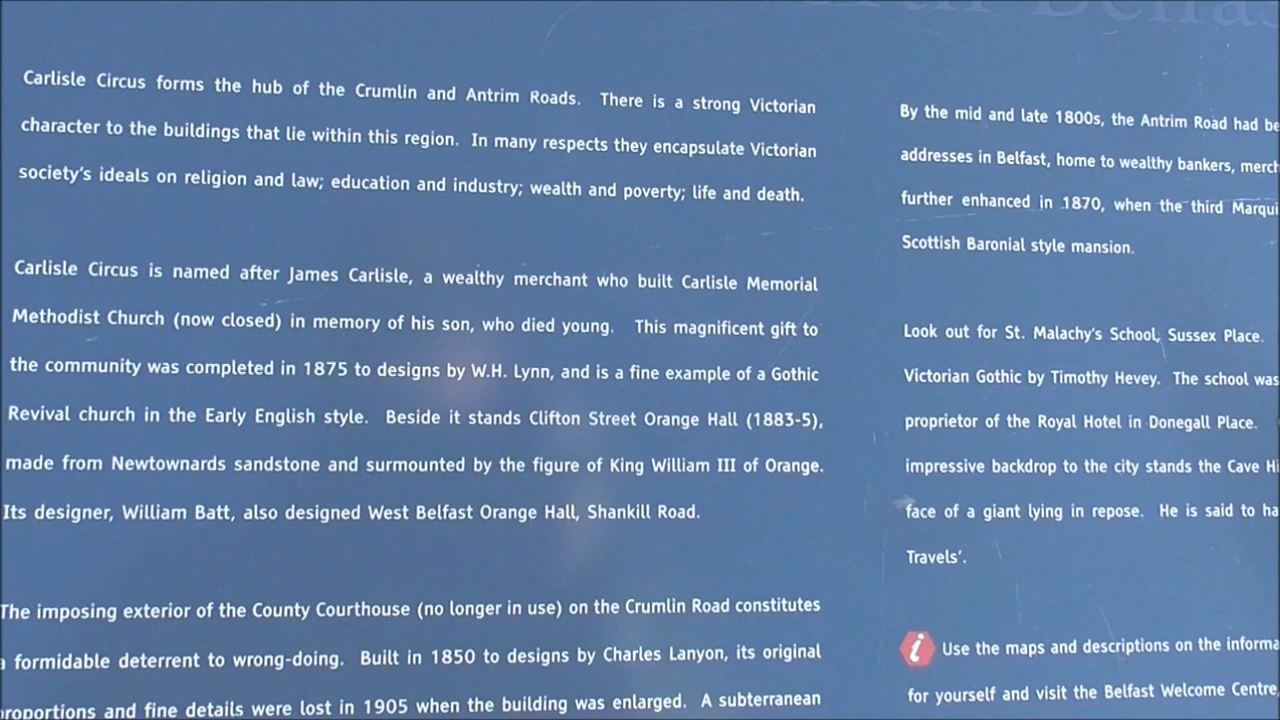 Belfas
Carlisle Circus forms the hub of the Crumlin and Antrim Roads. There is a strong Victorian
character to the buildings that lie within this region. In many respects they encapsulate Victorian
society's ideals on religion and law; education and industry; wealth and poverty; life and death.
Carlisle Circus is named after James Carlisle, a wealthy merchant who built Carlisle Memorial
Methodist Church (now closed) in memory of his son, who died young. This magnificent gift to
the community was completed in 1875 to designs by W.H. Lynn, and is a fine example of a Gothic
Revival church in the Early English style. Beside it stands Clifton Street Orange Hall (1883-5),
made from Newtownards sandstone and surmounted by the figure of King William III of Orange.
Its designer, William Batt, also designed West Belfast Orange Hall, Shankill Road.
The imposing exterior of the County Courthouse (no longer in use) on the Crumlin Road constitutes
a formidable deterrent to wrong-doing. Built in 1850 to designs by Charles Lanyon, its original
proportions and fine details were lost in 1905 when the building was enlarged. A subterranean
By the mid and late 1800s, the Antrim Road had be
addresses in Belfast, home to wealthy bankers, merch
further enhanced in 1870, when the third Marqui
Scottish Baronial style mansion.
Look out for St. Malachy's School, Sussex Place.
Victorian Gothic by Timothy Hevey. The school was
proprietor of the Royal Hotel in Donegall Place.
impressive backdrop to the city stands the Cave Hi
face of a giant lying in repose. He is said to ha
Travels'.
i Use the maps and descriptions on the informa
for yourself and visit the Belfast Welcome Centre,